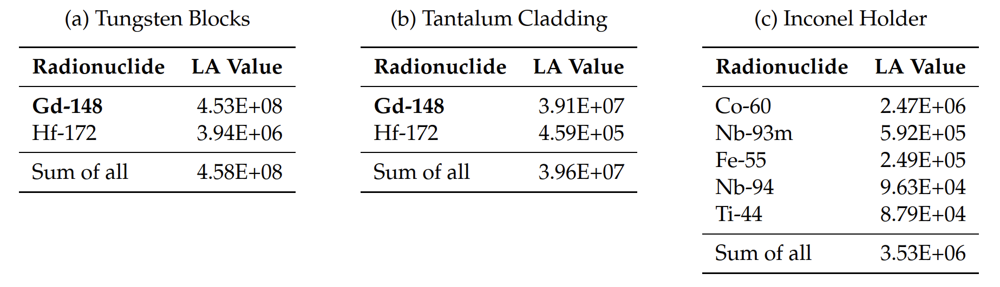 (a) Tungsten Blocks
Radionuclide LA Value
Gd-148 4.53E+08
Hf-172 3.94E+06
Sum of all 4.58E+08
(b) Tantalum Cladding
Radionuclide LA Value
Gd-148 3.91E+07
Hf-172 4.59E+05
Sum of all 3.96E+07
(c) Inconel Holder
Radionuclide LA Value
Co-60 2.47E+06
Nb-93m 5.92E+05
Fe-55 2.49E+05
Nb-94 9.63E+04
Ti-44 8.79E+04
Sum of all 3.53E+06